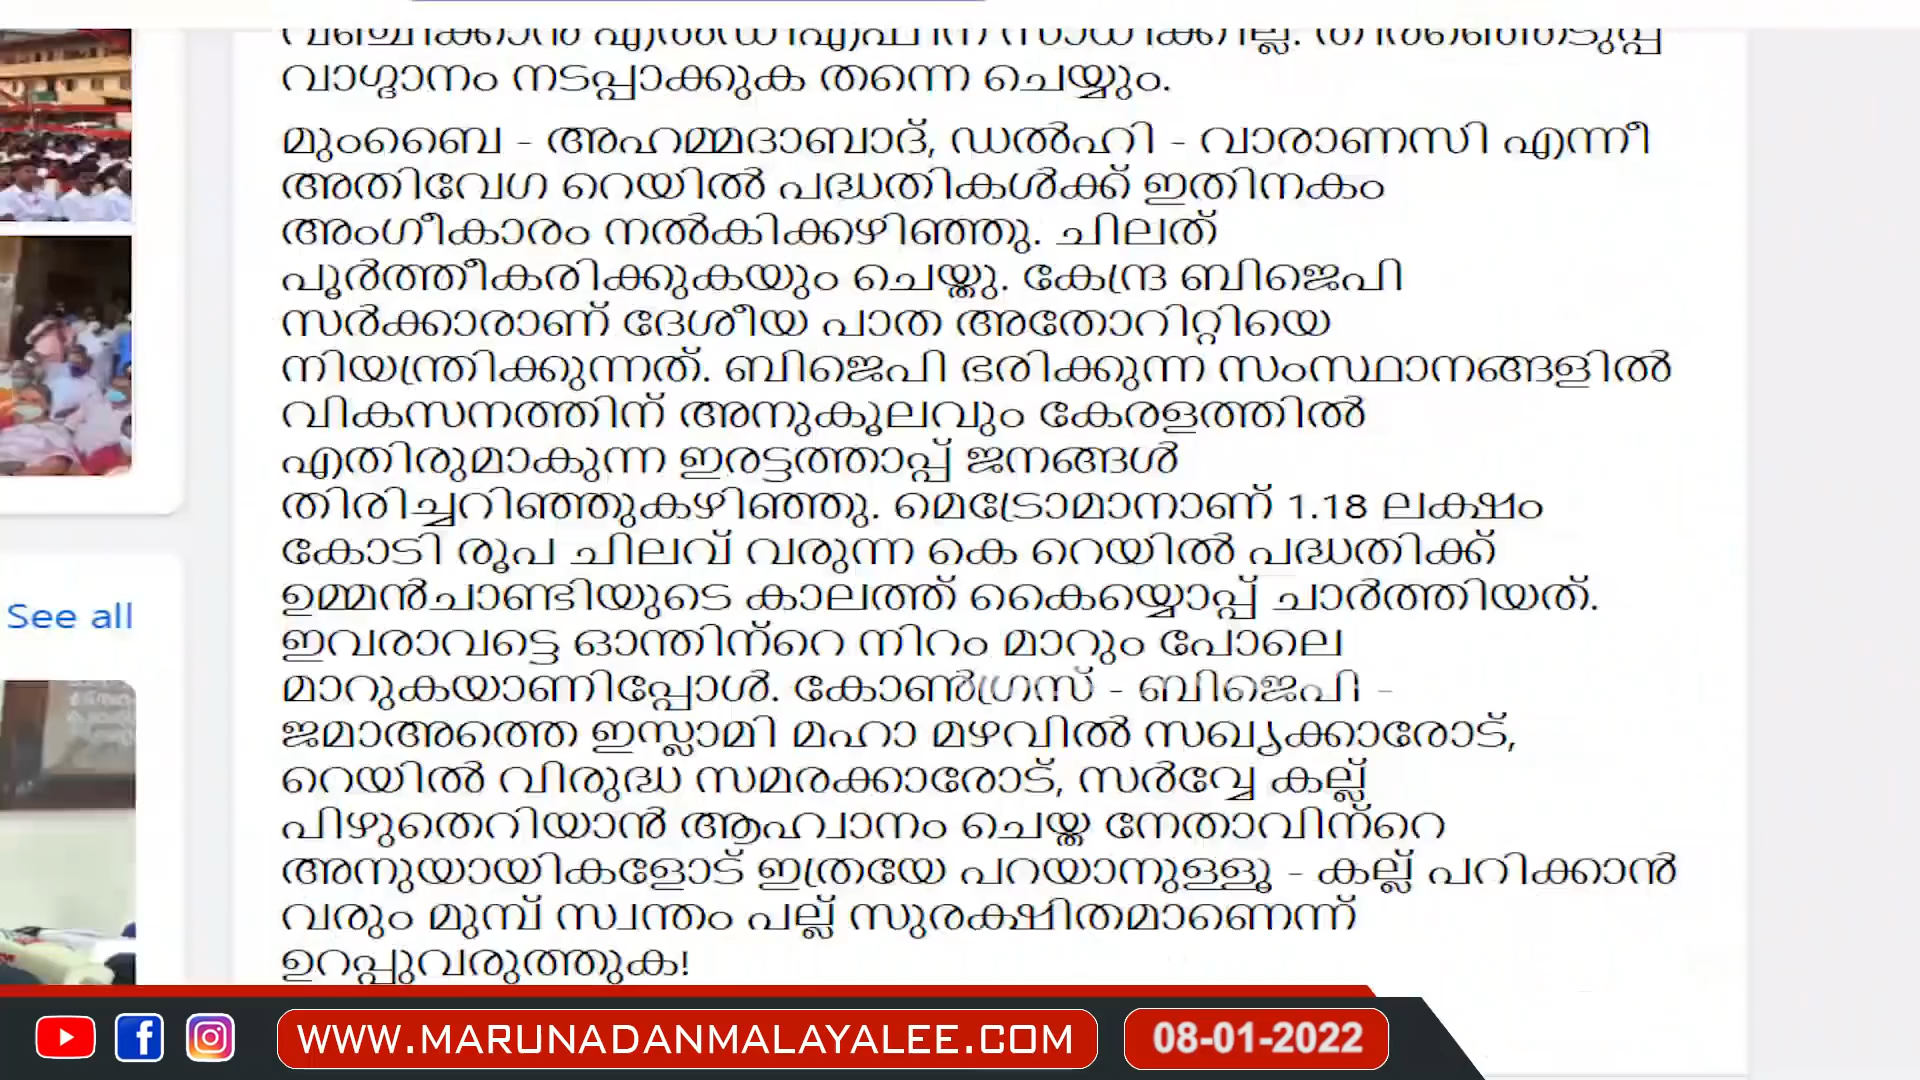 വാഗ്ദാനം നടപ്പാക്കുക തന്നെ ചെയ്യും.
മുംബൈ - അഹമ്മദാബാദ്, ഡൽഹി - വാരാണസി എന്നീ
അതിവേഗ റെയിൽ പദ്ധതികൾക്ക് ഇതിനകം
അംഗീകാരം നൽകിക്കഴിഞ്ഞു. ചിലത്
പൂർത്തീകരിക്കുകയും ചെയ്തു. കേന്ദ്ര ബിജെപി
സർക്കാരാണ് ദേശീയ പാത അതോറിറ്റിയെ
നിയന്ത്രിക്കുന്നത്. ബിജെപി ഭരിക്കുന്ന സംസ്ഥാനങ്ങളിൽ
വികസനത്തിന് അനുകൂലവും കേരളത്തിൽ
എതിരുമാകുന്ന ഇരട്ടത്താപ്പ് ജനങ്ങൾ
തിരിച്ചറിഞ്ഞുകഴിഞ്ഞു. മെട്രോമാനാണ് 1.18 ലക്ഷം
കോടി രൂപ ചിലവ് വരുന്ന കെ റെയിൽ പദ്ധതിക്ക്
ഉമ്മൻചാണ്ടിയുടെ കാലത്ത് കൈയ്യൊപ്പ് ചാർത്തിയത്.
ഇവരാവട്ടെ ഓന്തിന്റെ നിറം മാറും പോലെ
മാറുകയാണിപ്പോൾ. കോൺഗ്രസ് - ബിജെപി -
ജമാഅത്തെ ഇസ്ലാമി മഹാ മഴവിൽ സഖ്യക്കാരോട്,
റെയിൽ വിരുദ്ധ സമരക്കാരോട്, സർവ്വേ കല്ല്
പിഴുതെറിയാൻ ആഹ്വാനം ചെയ്ത നേതാവിന്റെ
അനുയായികളോട് ഇത്രയേ പറയാനുള്ളൂ - കല്ല് പറിക്കാൻ
വരും മുമ്പ് സ്വന്തം പല്ല് സുരക്ഷിതമാണെന്ന്
ഉറപ്പുവരുത്തുക!
See all
WWW.MARUNADANMALAYALEE.COM
08-01-2022